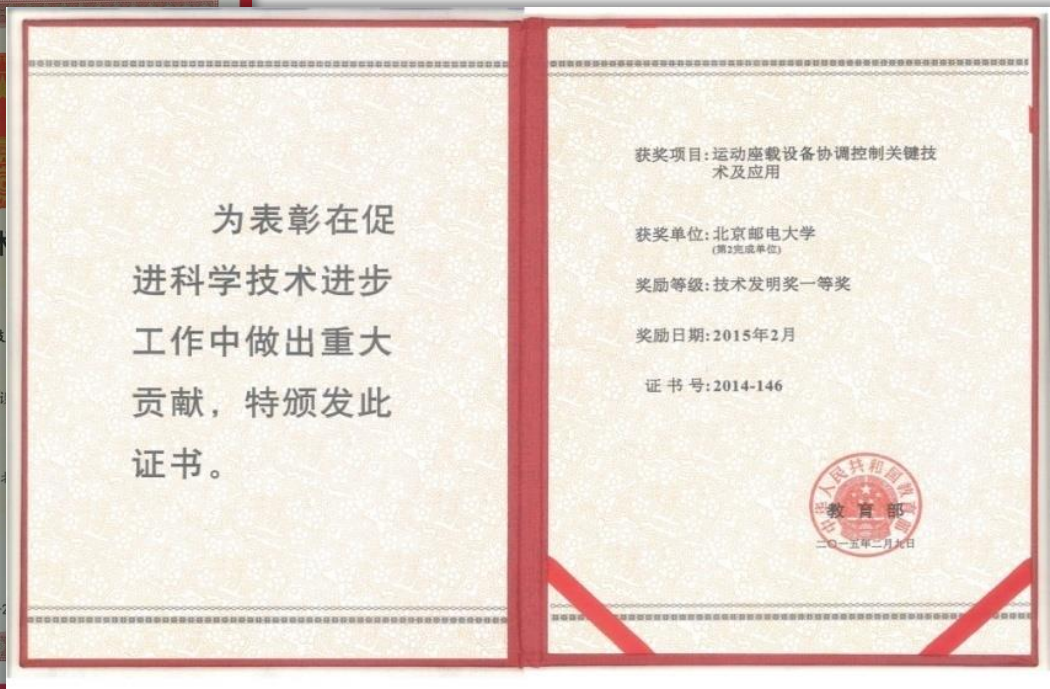 为表彰在促
进科学技术进步
工作中做出重大
贡献，特颁发此
证书。
获奖项目:运动座载设备协调控制关键技
术及应用
获奖单位:北京邮电大学
(第2完成单位)
奖励等级:技术发明奖一等奖
奖励日期:2015年2月
证 书 号:2014-146
中华人民共和国教育部
教 育 部
二〇一五年二月九日